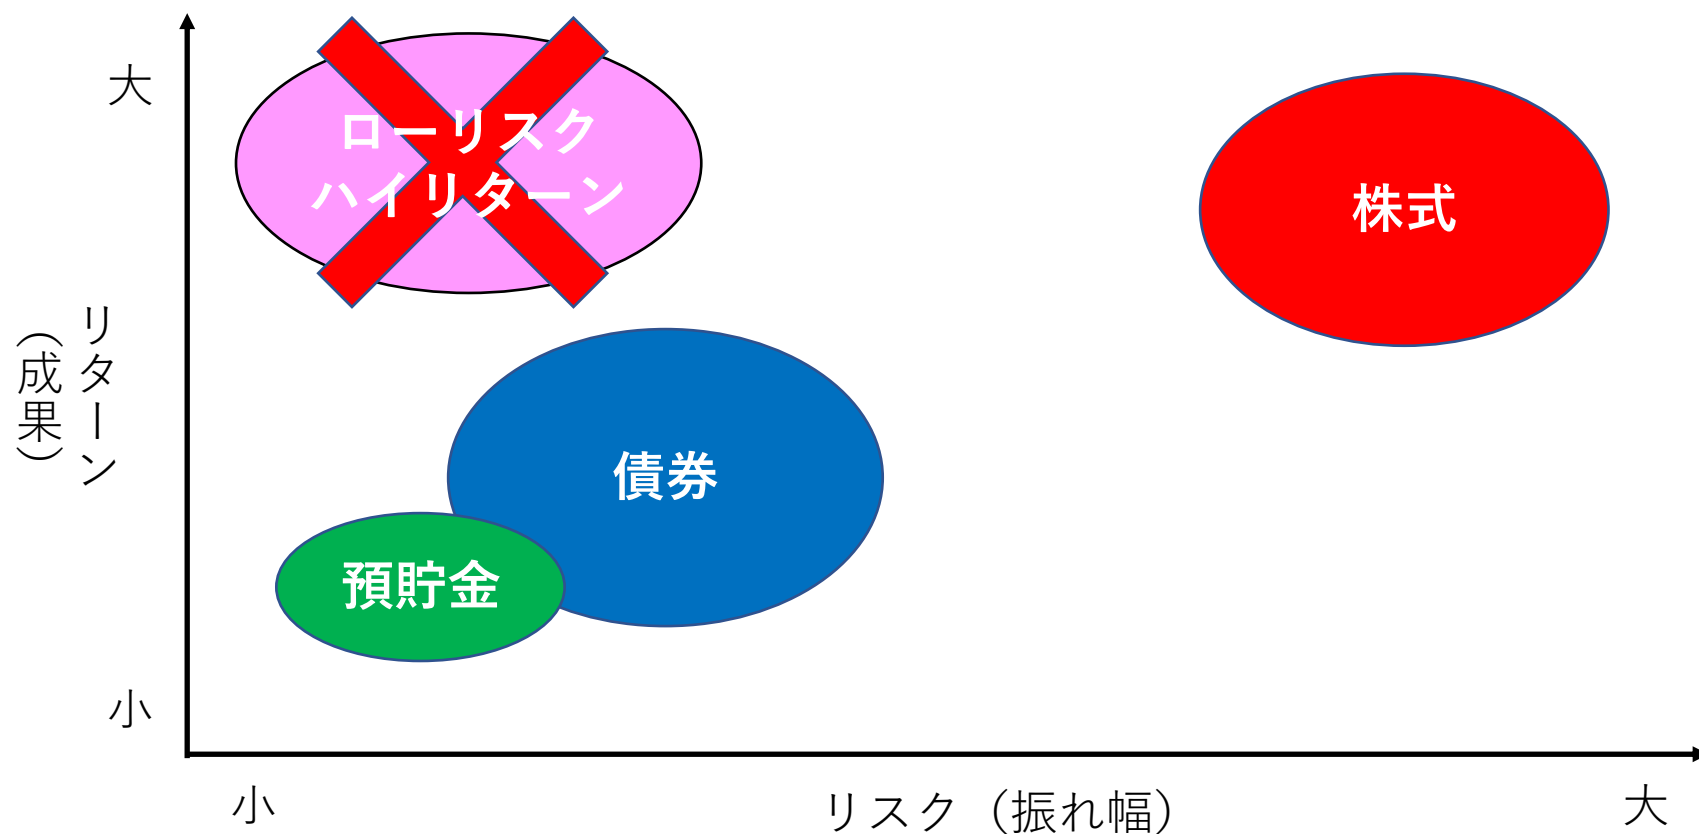 大
ローリスク
ハイリターン
株式
リターン
（成果）
債券
預貯金
小
小
リスク（振れ幅）
大